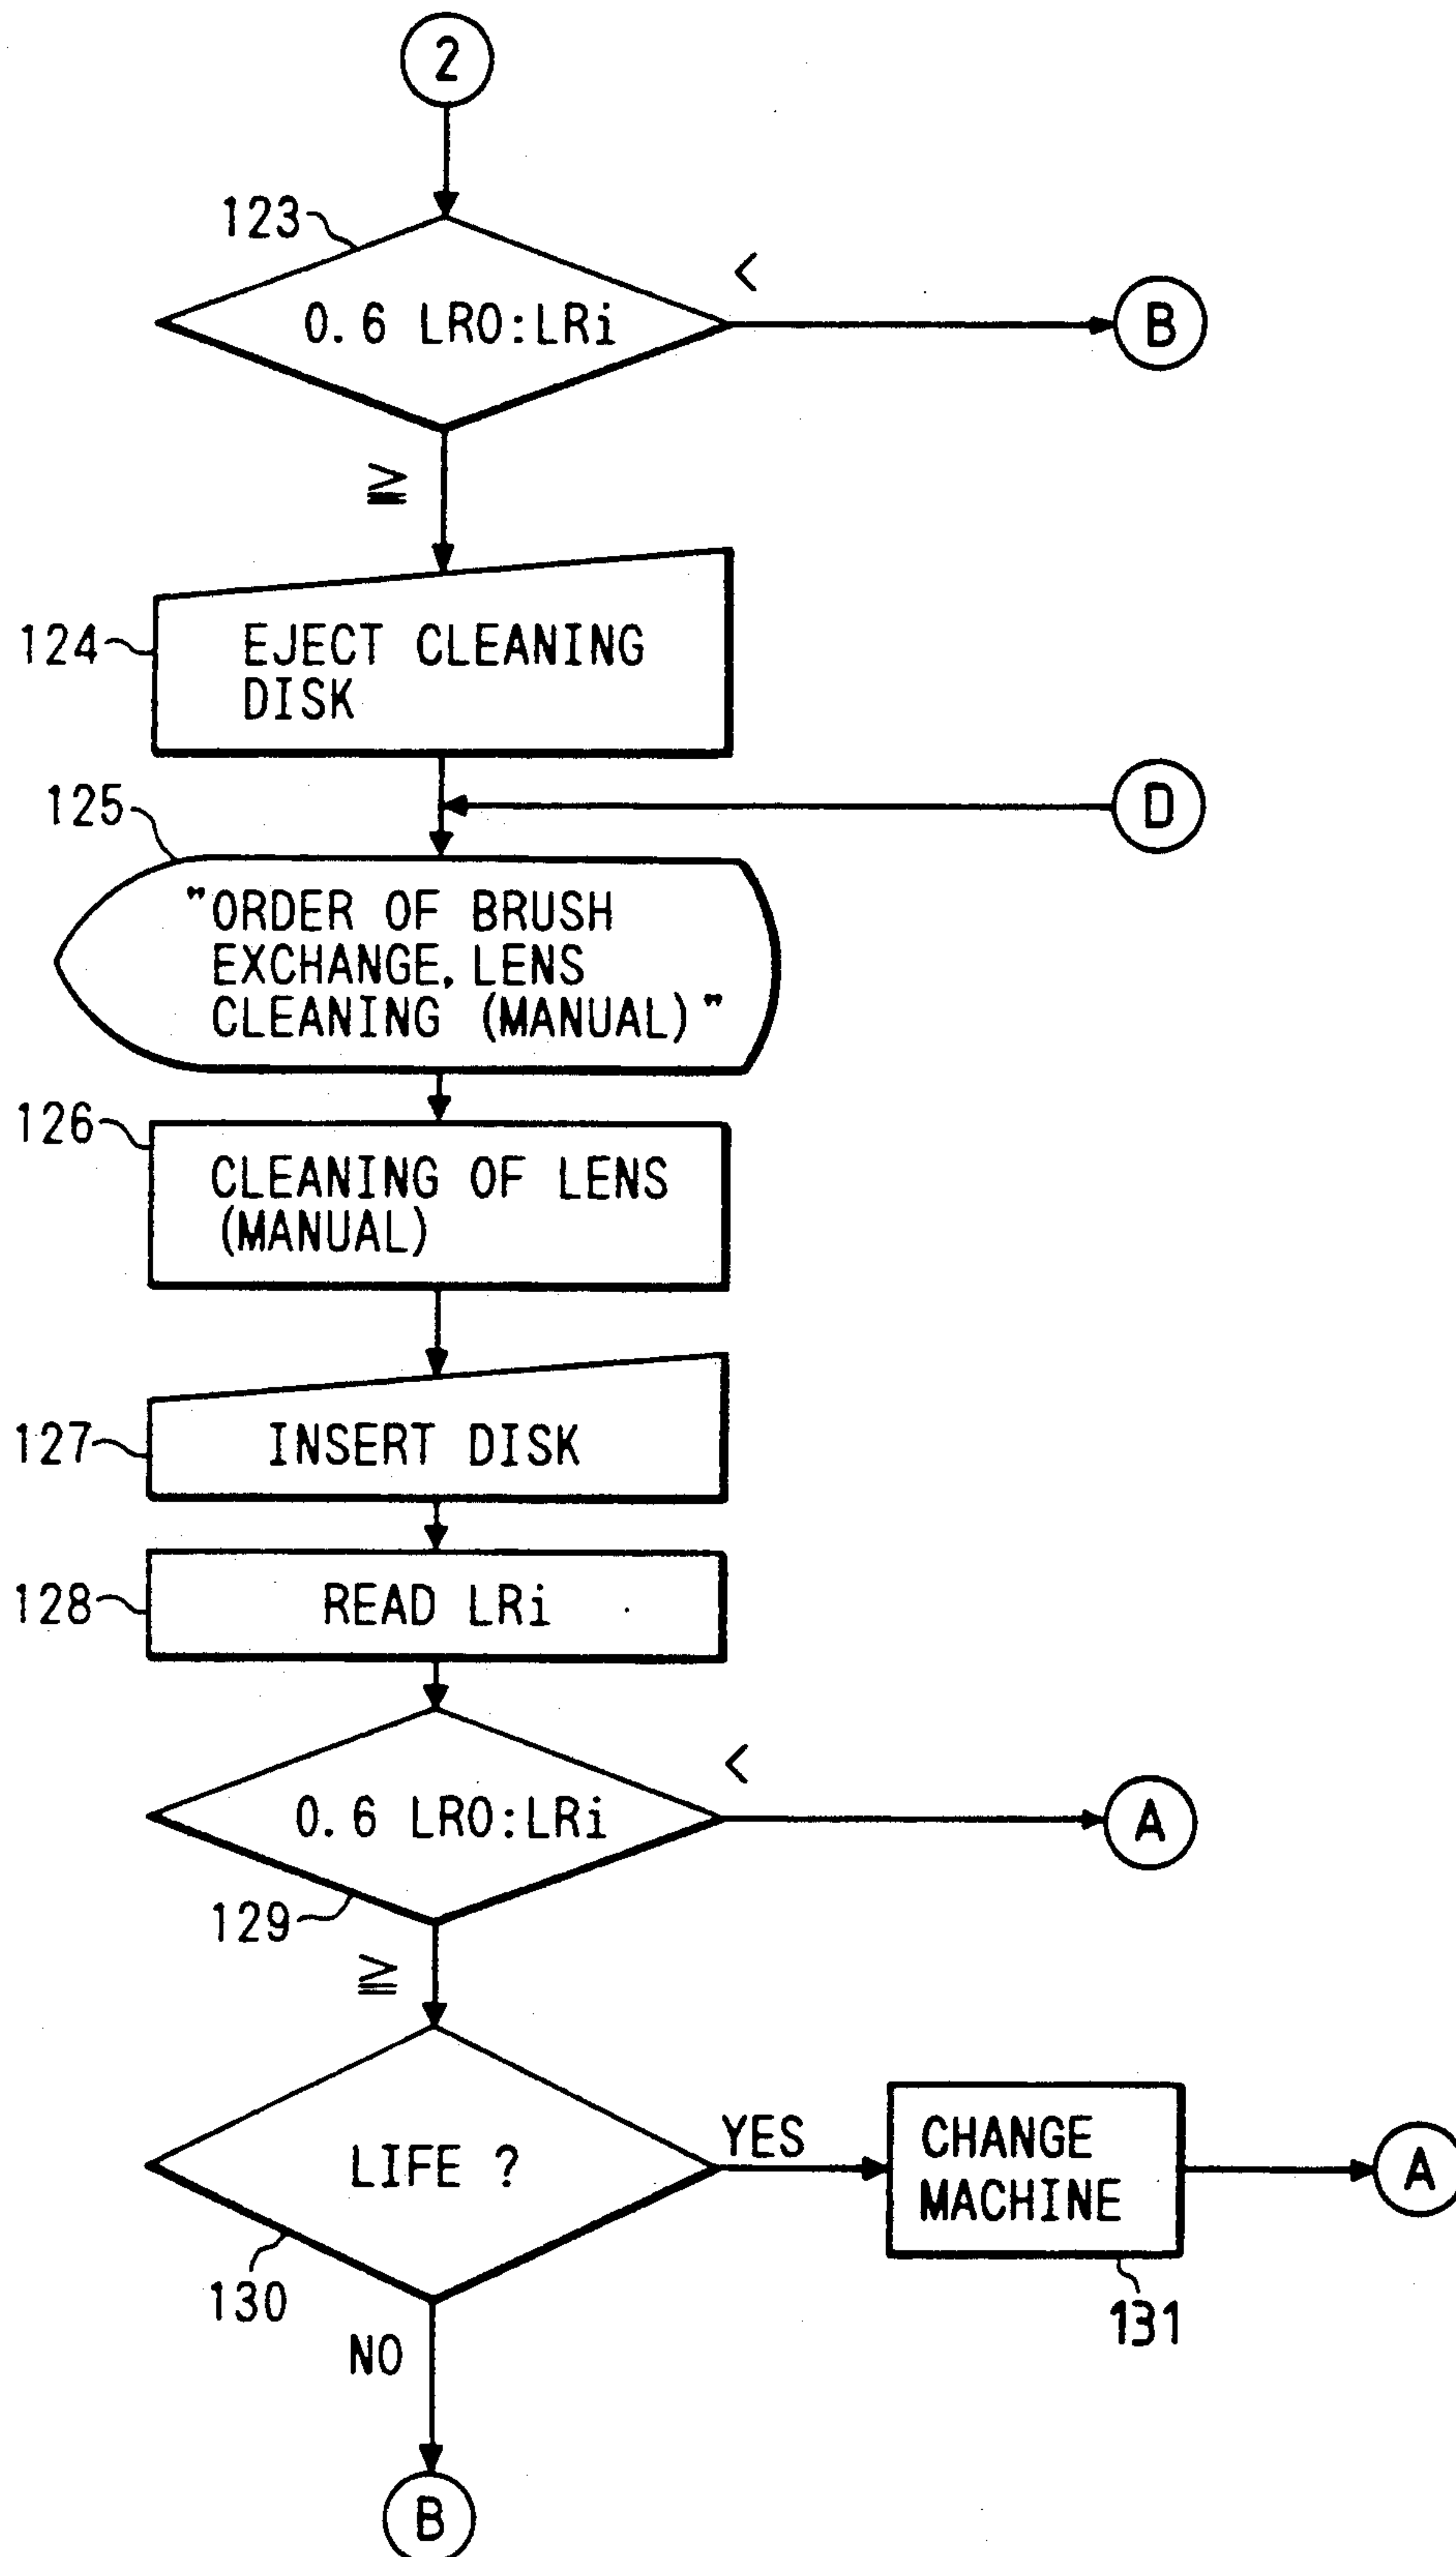 2
123
<
0.6 LR0:LRi
B
≧
124
EJECT CLEANING
DISK
D
125
"ORDER OF BRUSH
EXCHANGE, LENS
CLEANING (MANUAL)"
126
CLEANING OF LENS
(MANUAL)
127
INSERT DISK
128
READ LRi
<
0.6 LR0:LRi
A
129
≧
LIFE ?
YES
CHANGE
MACHINE
A
130
131
NO
B